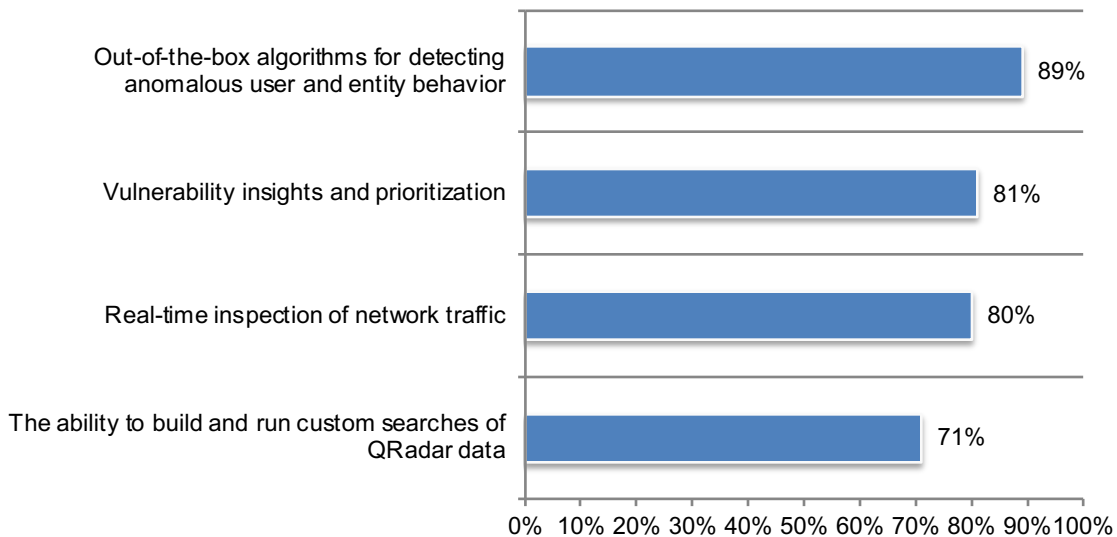 Out-of-the-box algorithms for detecting
anomalous user and entity behavior
89%
Vulnerability insights and prioritization
81%
Real-time inspection of network traffic
80%
The ability to build and run custom searches of
QRadar data
71%
0% 10% 20% 30% 40% 50% 60% 70% 80% 90% 100%